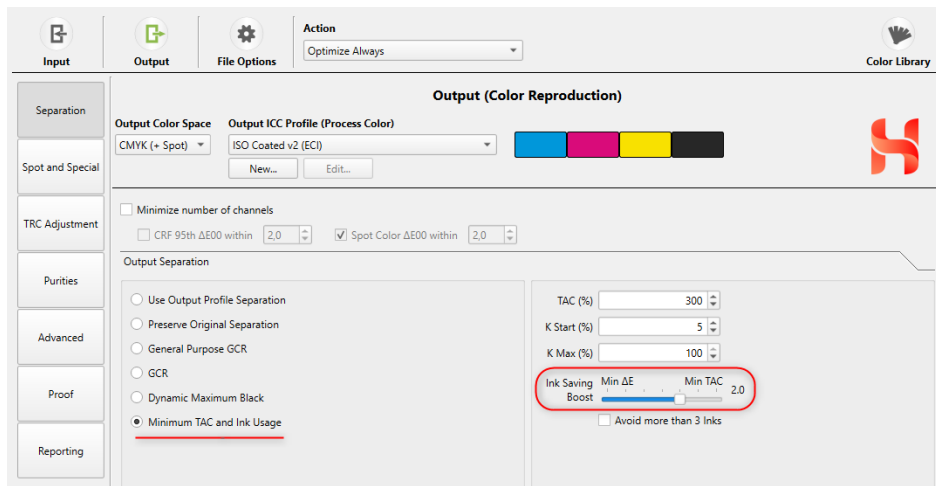 Action
Optimize Always
Input
Output
File Options
Color Library
Output (Color Reproduction)
Separation
Spot and Special
TRC Adjustment
Purities
Advanced
Proof
Reporting
Output Color Space
Output ICC Profile (Process Color)
CMYK (+ Spot)
ISO Coated v2 (ECI)
New...
Edit...
Minimize number of channels
CRF 95th ΔE00 within 2,0
Spot Color ΔE00 within 2,0
Output Separation
Use Output Profile Separation
Preserve Original Separation
General Purpose GCR
GCR
Dynamic Maximum Black
Minimum TAC and Ink Usage
TAC (%) 300
K Start (%) 5
K Max (%) 100
Ink Saving Boost
Min ΔE
Min TAC
2.0
Avoid more than 3 Inks